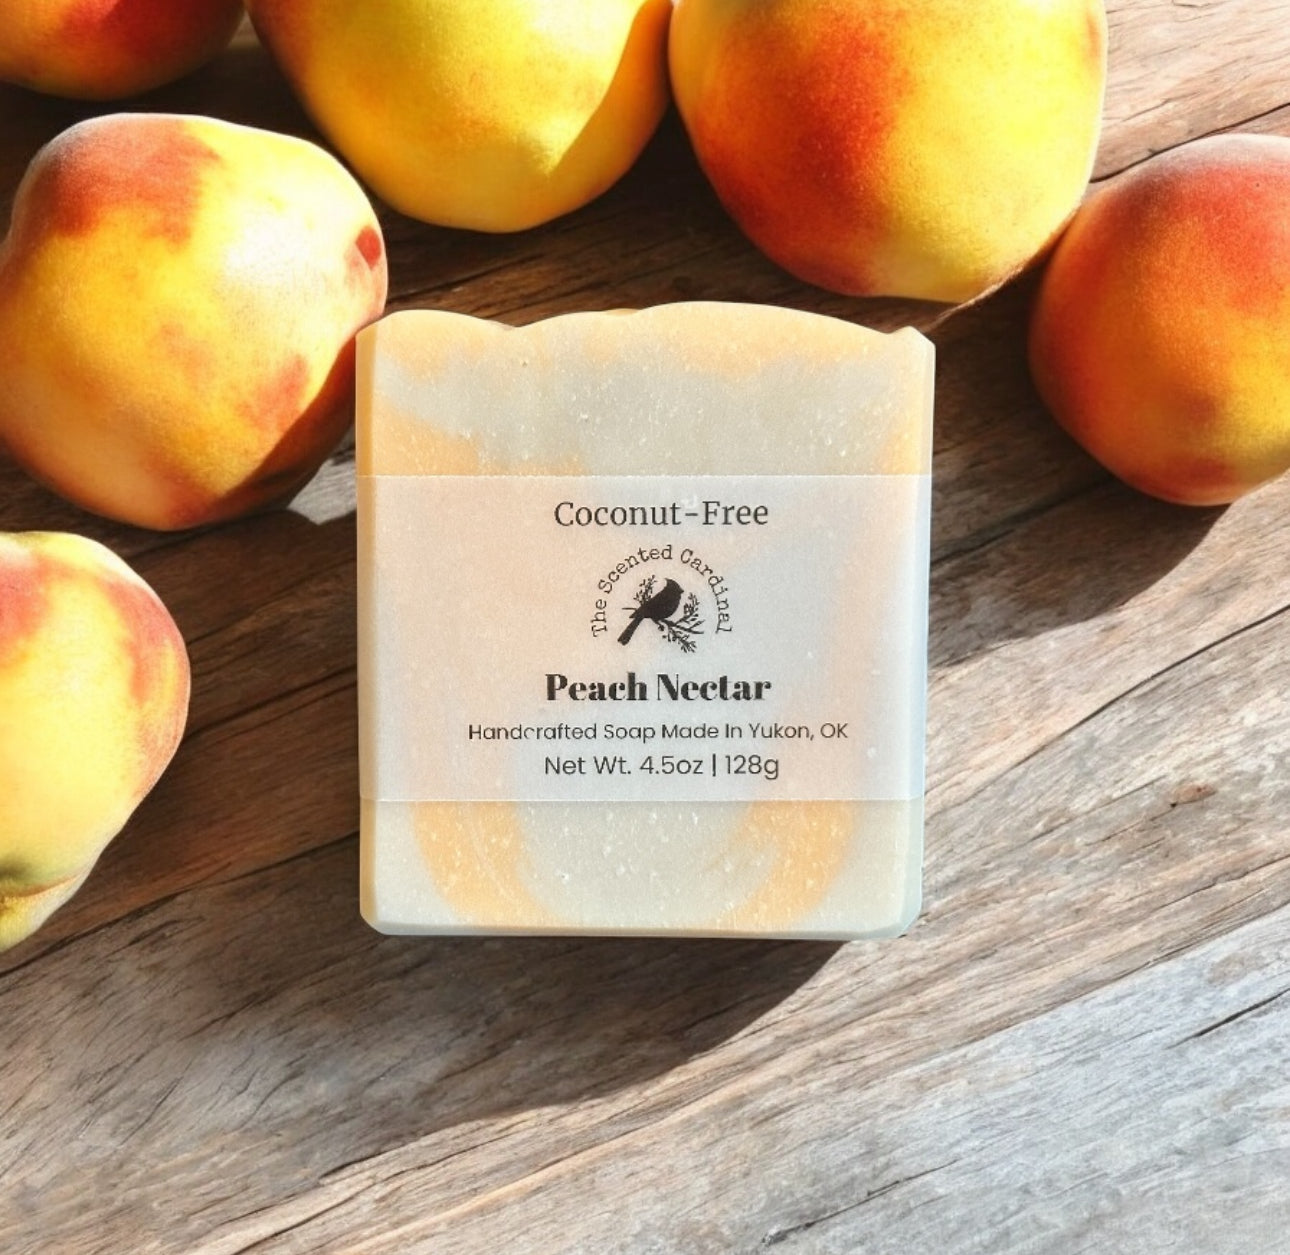 Coconut-Free
The Scented Cardinal
Peach Nectar
Handcrafted Soap Made In Yukon, OK
Net Wt. 4.5oz | 128g